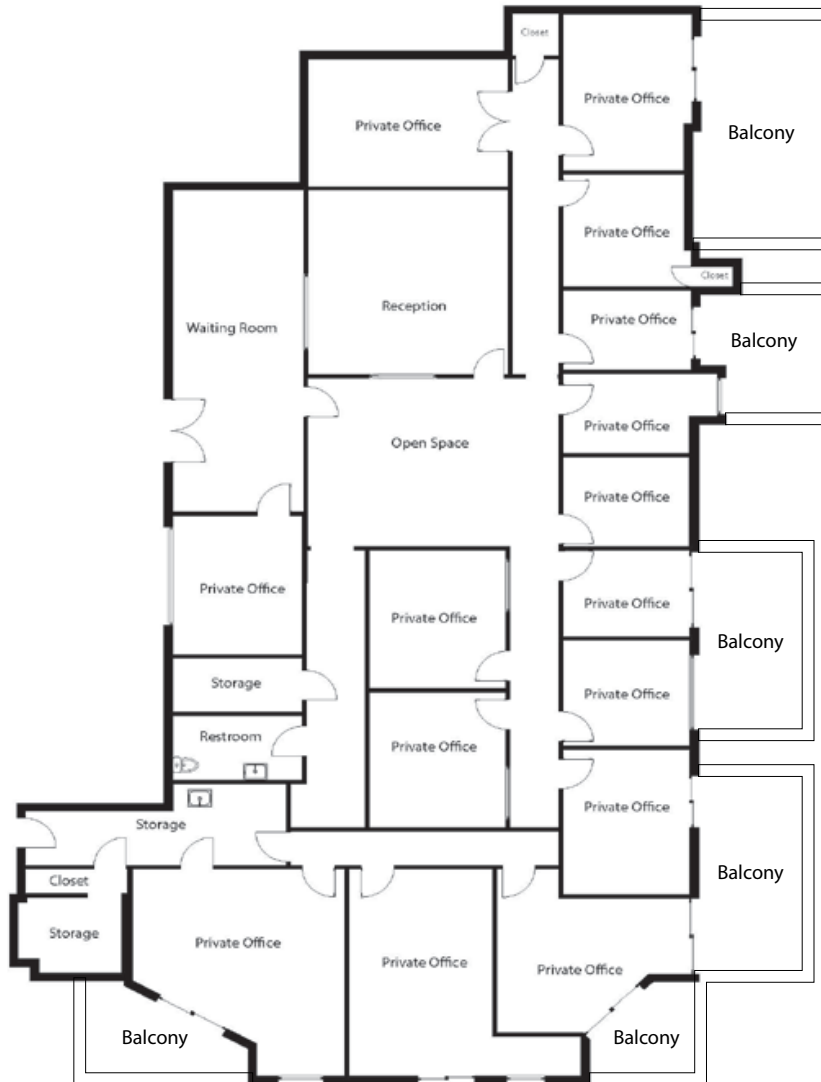 Closet
Private Office
Private Office
Balcony
Private Office
Closet
Reception
Waiting Room
Private Office
Balcony
Private Office
Open Space
Private Office
Private Office
Private Office
Private Office
Balcony
Storage
Private Office
Restroom
Private Office
Private Office
Storage
Closet
Balcony
Storage
Private Office
Private Office
Private Office
Balcony
Balcony